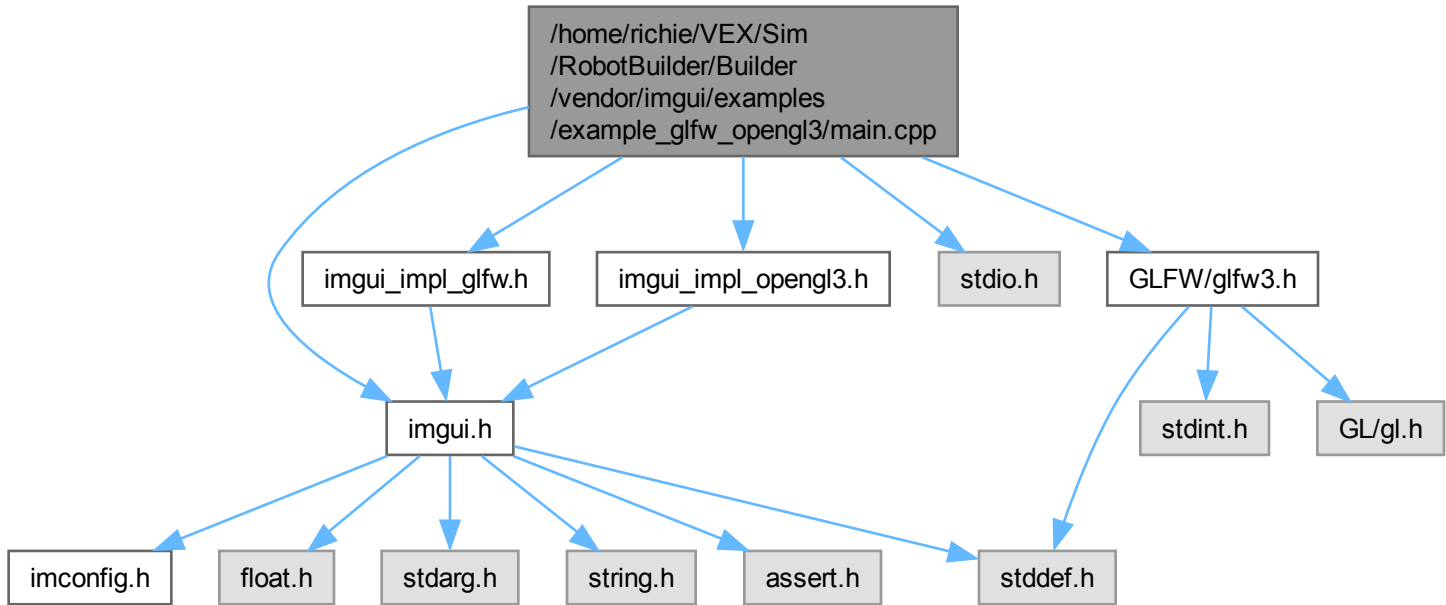 /home/richie/VEX/Sim
/RobotBuilder/Builder
/vendor/imgui/examples
/example_glfw_opengl3/main.cpp
imgui_impl_glfw.h
imgui_impl_opengl3.h
stdio.h
GLFW/glfw3.h
imgui.h
stdint.h
GL/gl.h
imconfig.h
float.h
stdarg.h
string.h
assert.h
stddef.h